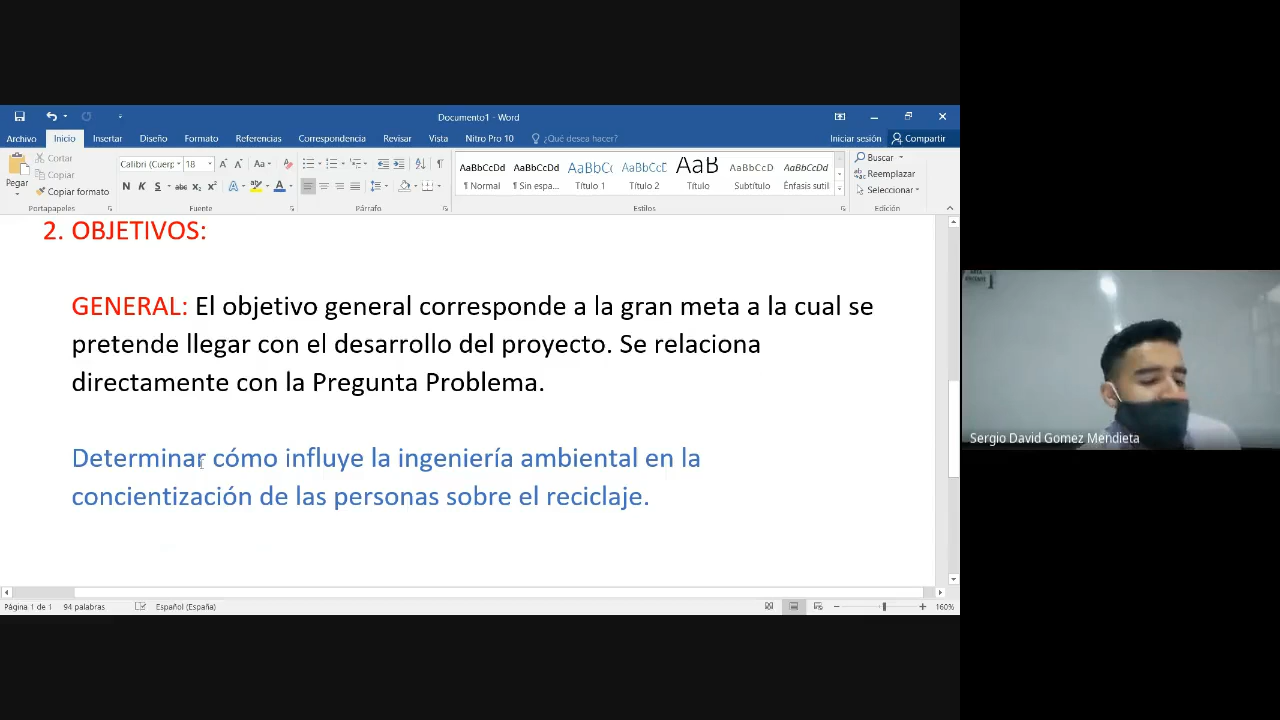 Documento1 - Word
Archivo Inicio Insertar Diseño Formato Referencias Correspondencia Revisar Vista Nitro Pro 10 ¿Qué desea hacer? Iniciar sesión Compartir
Pegar
Cortar
Copiar
Copiar formato
Portapapeles
Calibri (Cuerp 18
N K S abc x₂ x² A A
Fuente
Párrafo
AaBbCcDd AaBbCcDd AaBbCc AaBbCcE AaB AaBbCcD AaBbCcDd
¶ Normal ¶ Sin espa... Título 1 Título 2 Título Subtítulo Énfasis sutil
Estilos
Buscar
Reemplazar
Seleccionar
Edición
2. OBJETIVOS:
GENERAL: El objetivo general corresponde a la gran meta a la cual se
pretende llegar con el desarrollo del proyecto. Se relaciona
directamente con la Pregunta Problema.
Determinar cómo influye la ingeniería ambiental en la
concientización de las personas sobre el reciclaje.
Página 1 de 1 94 palabras Español (España) 160%
Sergio David Gomez Mendieta